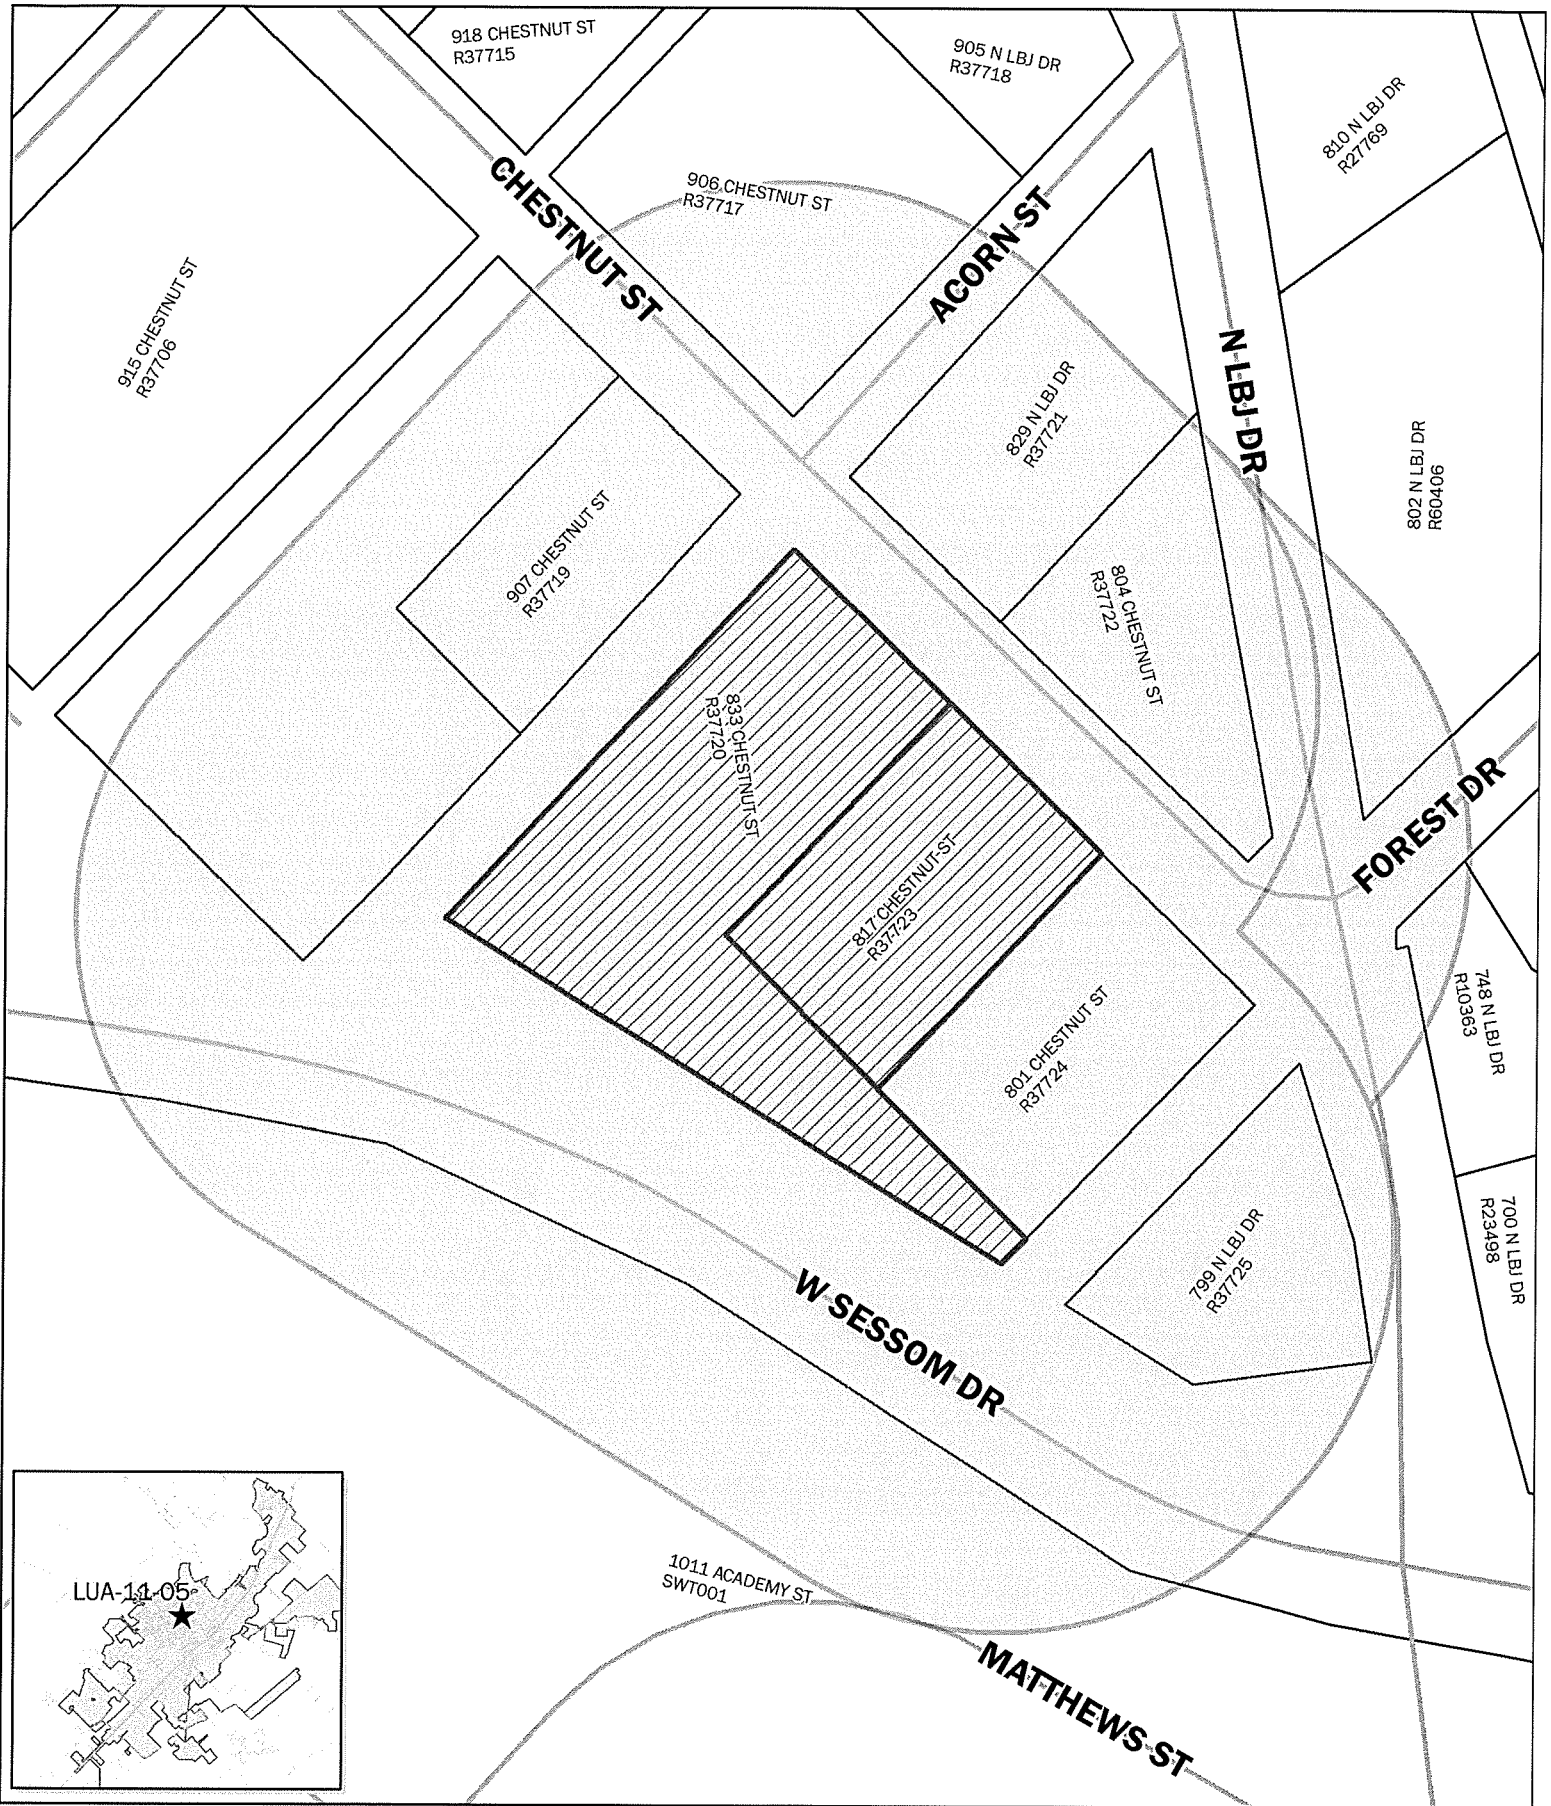 918 CHESTNUT ST
R37715
905 N LBJ DR
R37718
810 N LBJ DR
R27769
CHESTNUT ST
906 CHESTNUT ST
R37717
ACORN ST
915 CHESTNUT ST
R37706
N LBJ DR
829 N LBJ DR
R37721
802 N LBJ DR
R60406
907 CHESTNUT ST
R37719
804 CHESTNUT ST
R37722
833 CHESTNUT ST
R37720
FOREST DR
817 CHESTNUT ST
R37723
748 N LBJ DR
R10363
801 CHESTNUT ST
R37724
799 N LBJ DR
R37725
700 N LBJ DR
R23498
W SESSOM DR
1011 ACADEMY ST
SWT001
LUA-11-05
MATTHEWS ST